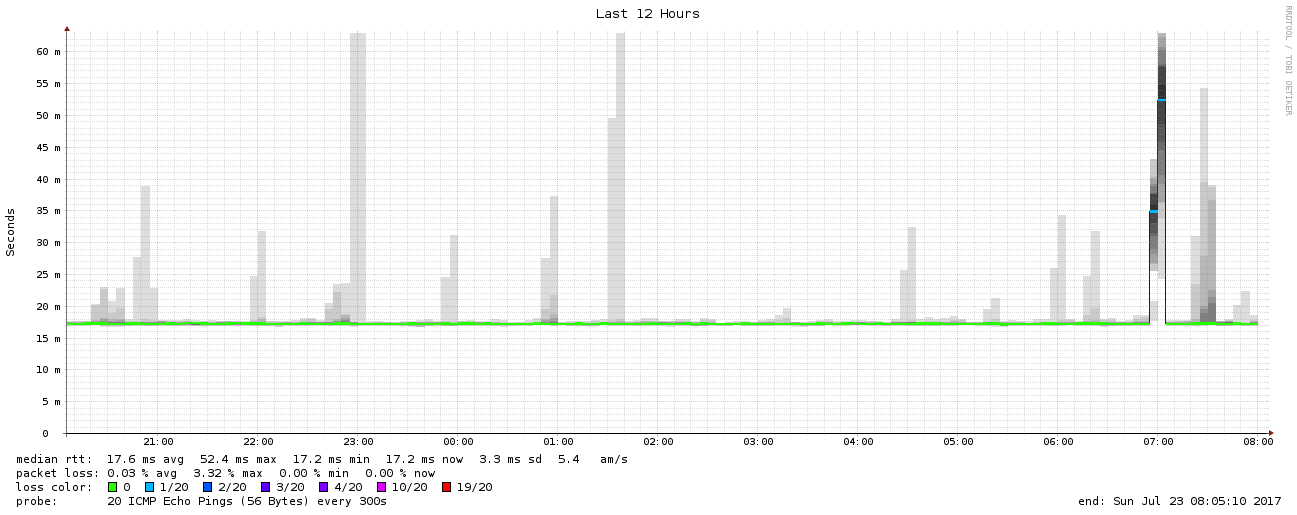 Last 12 Hours
RRDTOOL / TOBI OETIKER
Seconds
60 m
55 m
50 m
45 m
40 m
35 m
30 m
25 m
20 m
15 m
10 m
5 m
0
21:00 22:00 23:00 00:00 01:00 02:00 03:00 04:00 05:00 06:00 07:00 08:00
median rtt: 17.6 ms avg 52.4 ms max 17.2 ms min 17.2 ms now 3.3 ms sd 5.4 am/s
packet loss: 0.03 % avg 3.32 % max 0.00 % min 0.00 % now
loss color: 0 1/20 2/20 3/20 4/20 10/20 19/20
probe: 20 ICMP Echo Pings (56 Bytes) every 300s end: Sun Jul 23 08:05:10 2017